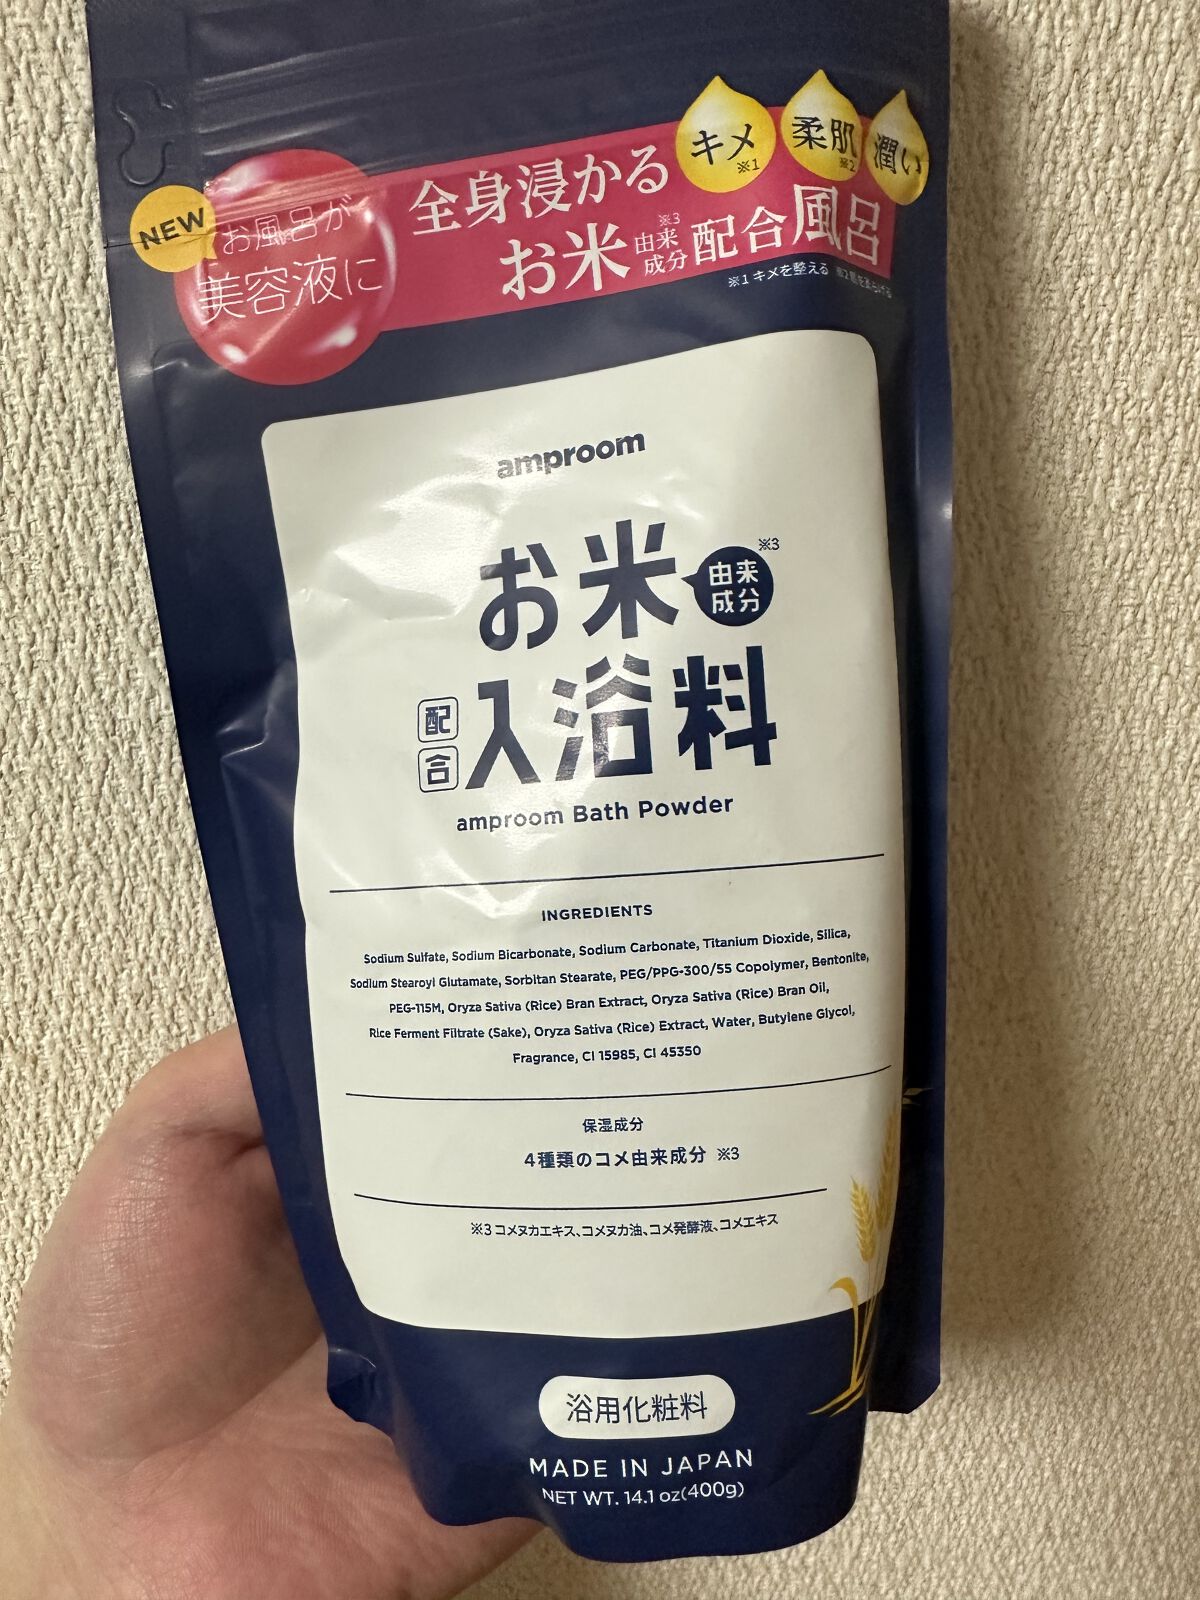 キメ※1
柔肌※2
潤い
NEW
お風呂が
美容液に
全身浸かる
お米由来成分※3配合風呂
※1 キメを整える ※2 肌を柔らげる
amproom
お米由来成分※3
配合入浴料
amproom Bath Powder
INGREDIENTS
Sodium Sulfate, Sodium Bicarbonate, Sodium Carbonate, Titanium Dioxide, Silica,
Sodium Stearoyl Glutamate, Sorbitan Stearate, PEG/PPG-300/55 Copolymer, Bentonite,
PEG-115M, Oryza Sativa (Rice) Bran Extract, Oryza Sativa (Rice) Bran Oil,
Rice Ferment Filtrate (Sake), Oryza Sativa (Rice) Extract, Water, Butylene Glycol,
Fragrance, CI 15985, CI 45350
保湿成分
4種類のコメ由来成分 ※3
※3 コメヌカエキス、コメヌカ油、コメ発酵液、コメエキス
浴用化粧料
MADE IN JAPAN
NET WT. 14.1 oz(400g)